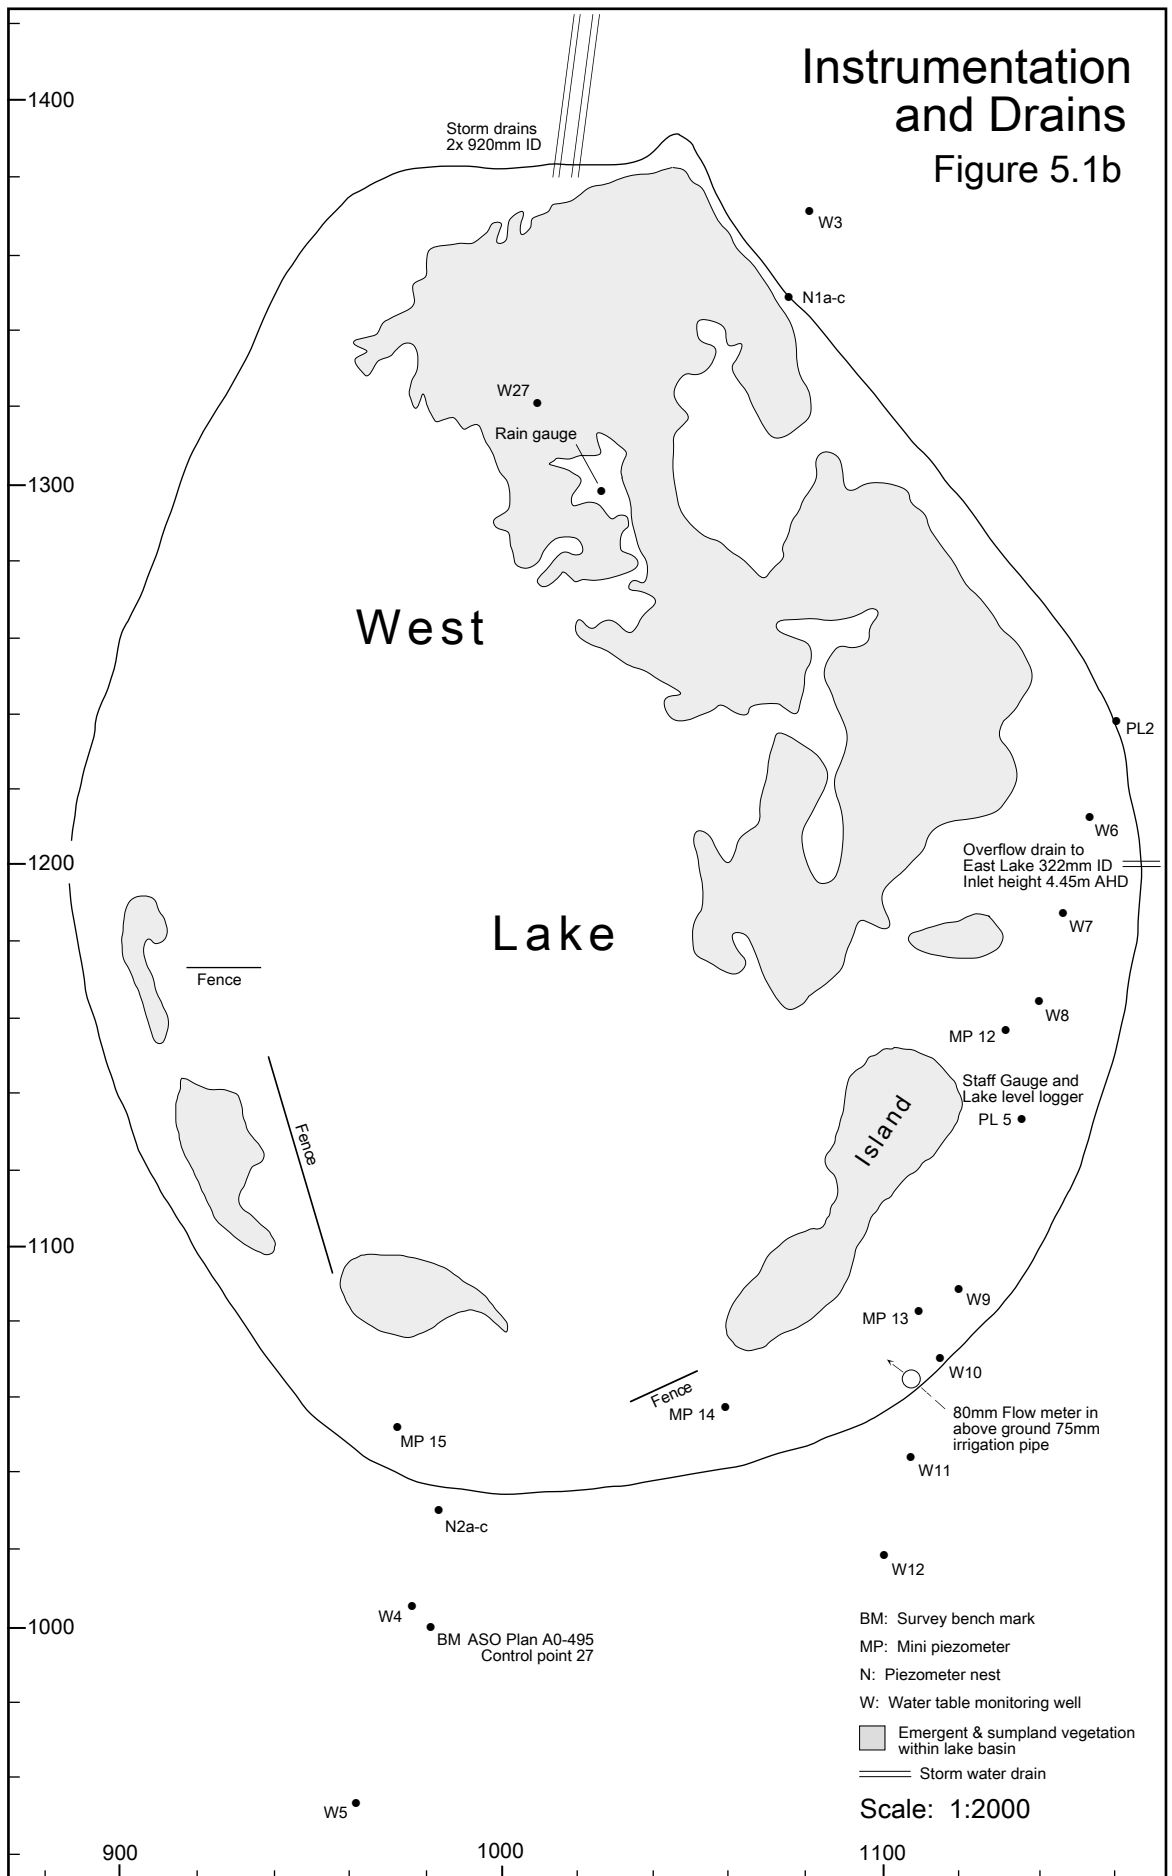 Instrumentation
and Drains
Figure 5.1b
1400
Storm drains
2x 920mm ID
W3
N1a-c
W27
Rain gauge
1300
West
PL2
W6
Overflow drain to
East Lake 322mm ID
Inlet height 4.45m AHD
1200
W7
Lake
Fence
W8
MP 12
Staff Gauge and
Lake level logger
PL 5
Island
Fence
1100
W9
MP 13
W10
Fence
MP 14
80mm Flow meter in
above ground 75mm
irrigation pipe
MP 15
W11
N2a-c
W12
W4
1000
BM ASO Plan A0-495
Control point 27
BM: Survey bench mark
MP: Mini piezometer
N: Piezometer nest
W: Water table monitoring well
Emergent & sumpland vegetation
within lake basin
Storm water drain
Scale: 1:2000
W5
900
1000
1100